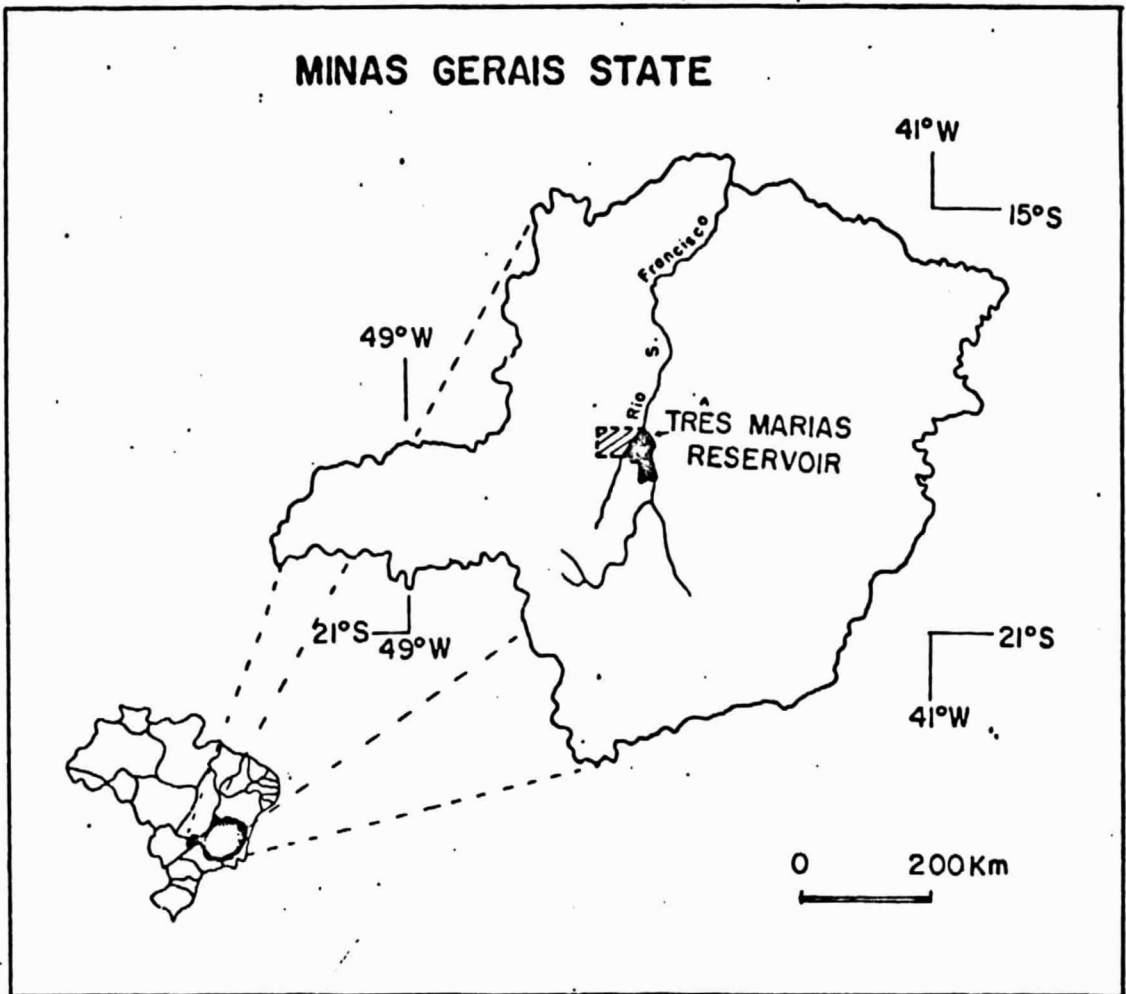 MINAS GERAIS STATE
41°W
15°S
Rio S. Francisco
49°W
TRÊS MARIAS
RESERVOIR
21°S
49°W
21°S
41°W
0 200Km